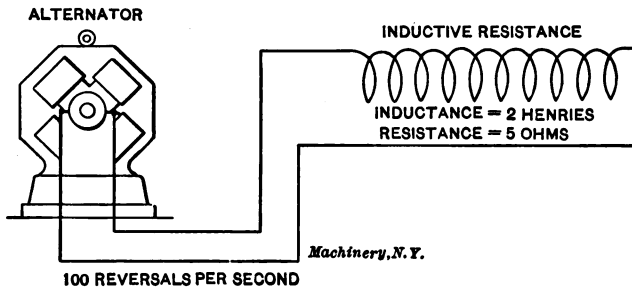 ALTERNATOR
INDUCTIVE RESISTANCE
INDUCTANCE = 2 HENRIES
RESISTANCE = 5 OHMS
Machinery, N.Y.
100 REVERSALS PER SECOND